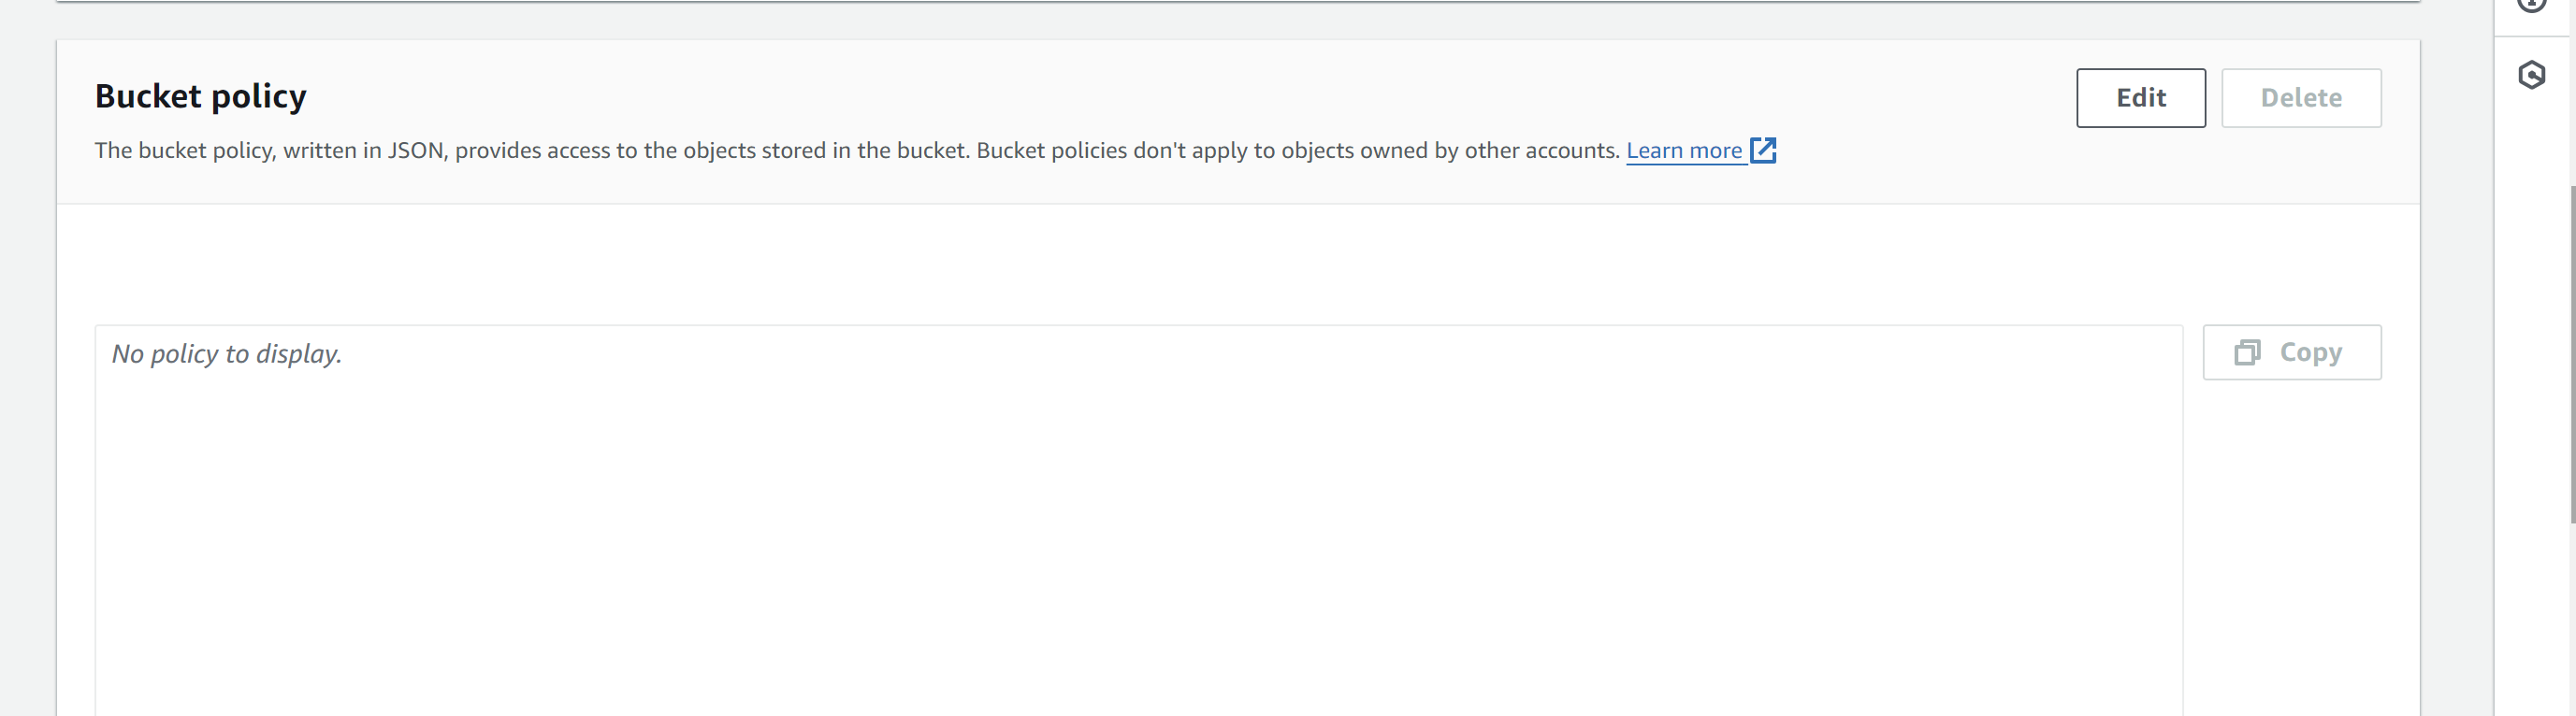 Bucket policy
Edit
Delete
The bucket policy, written in JSON, provides access to the objects stored in the bucket. Bucket policies don't apply to objects owned by other accounts. Learn more
No policy to display.
Copy